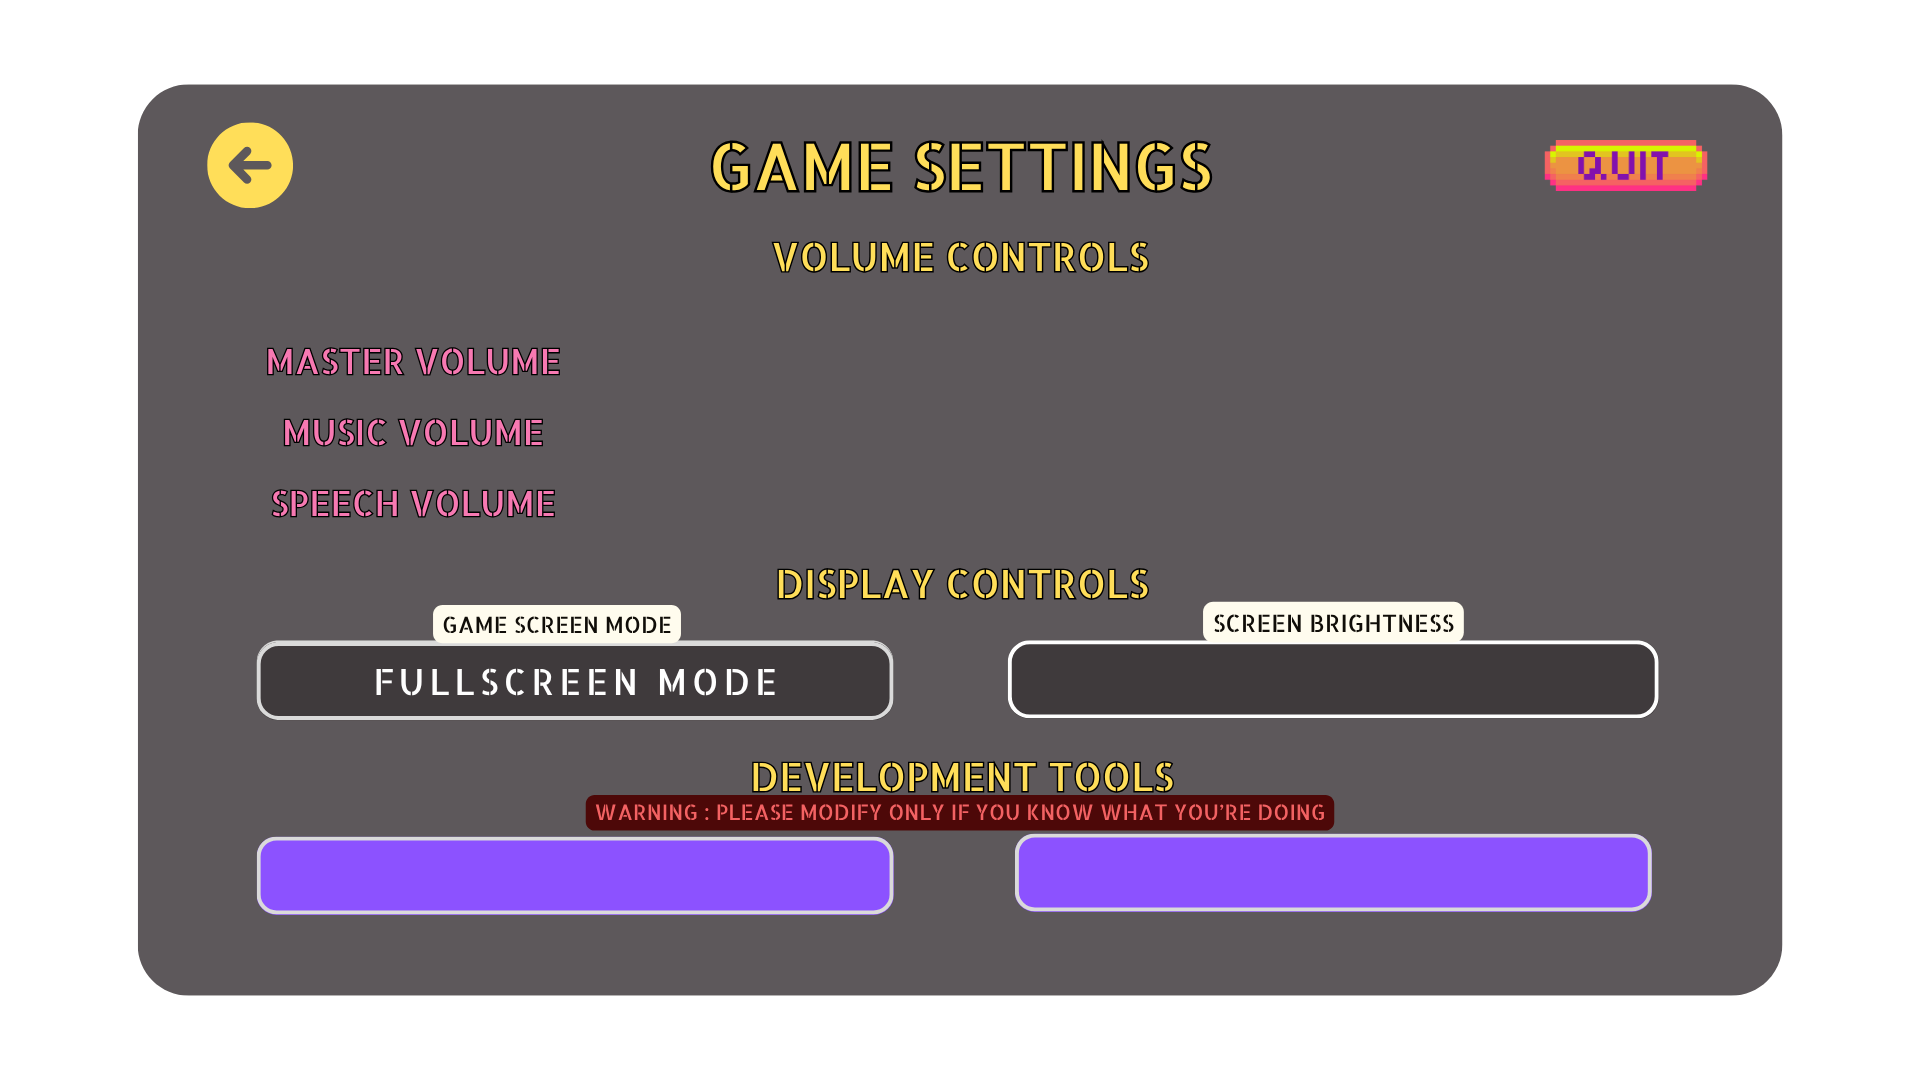 GAME SETTINGS
QUIT
VOLUME CONTROLS
MASTER VOLUME
MUSIC VOLUME
SPEECH VOLUME
DISPLAY CONTROLS
GAME SCREEN MODE
SCREEN BRIGHTNESS
FULLSCREEN MODE
DEVELOPMENT TOOLS
WARNING : PLEASE MODIFY ONLY IF YOU KNOW WHAT YOU'RE DOING